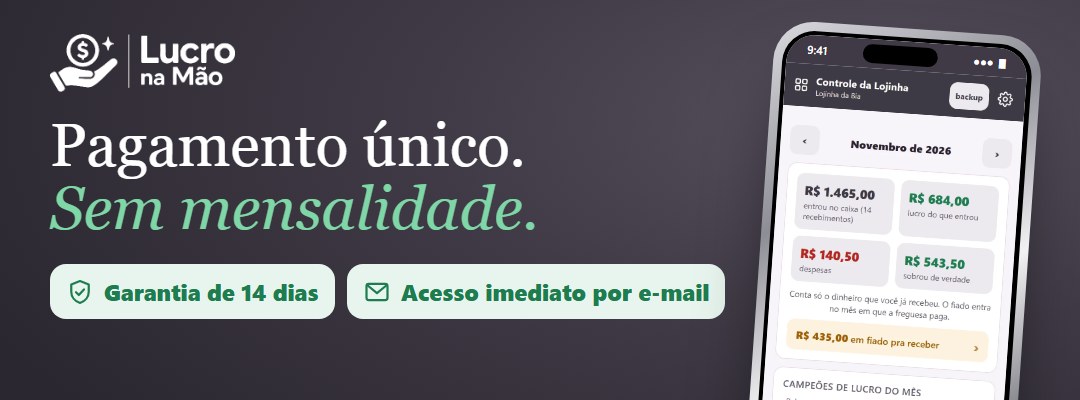 Lucro
na Mão
Pagamento único.
Sem mensalidade.
Garantia de 14 dias
Acesso imediato por e-mail
9:41
Controle da Lojinha
Lojinha da Bia
backup
Novembro de 2026
R$ 1.465,00
entrou no caixa (14
recebimentos)
R$ 684,00
lucro do que entrou
R$ 140,50
despesas
R$ 543,50
sobrou de verdade
Conta só o dinheiro que você já recebeu. O fiado entra
no mês em que a freguesa paga.
R$ 435,00 em fiado pra receber
CAMPEÕES DE LUCRO DO MÊS